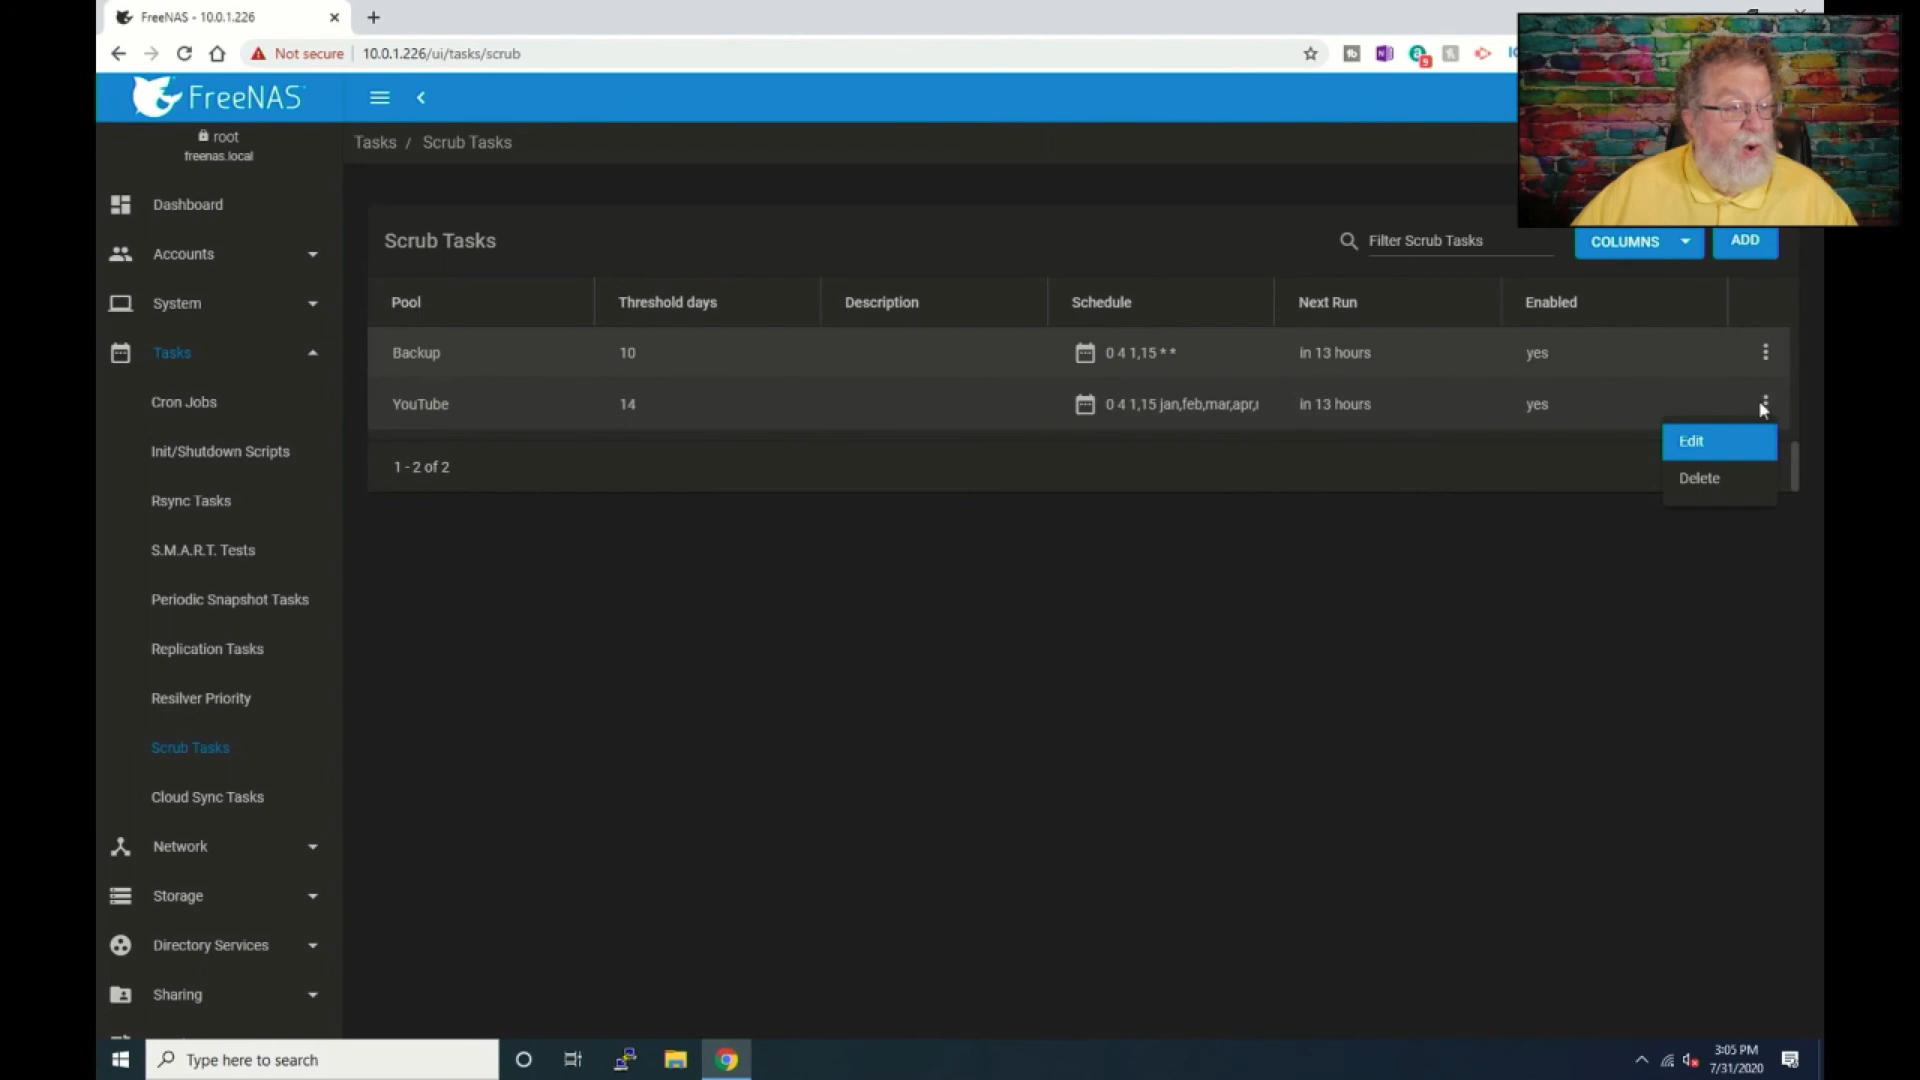 FreeNAS - 10.0.1.226
Not secure
10.0.1.226/ui/tasks/scrub
9
FreeNAS
root
freenas.local
Tasks / Scrub Tasks
Dashboard
Accounts
System
Tasks
Cron Jobs
Init/Shutdown Scripts
Rsync Tasks
S.M.A.R.T. Tests
Periodic Snapshot Tasks
Replication Tasks
Resilver Priority
Scrub Tasks
Cloud Sync Tasks
Network
Storage
Directory Services
Sharing
Scrub Tasks
Filter Scrub Tasks
COLUMNS
ADD
Pool Threshold days Description Schedule Next Run Enabled
Backup 10 0 4 1,15 * * in 13 hours yes
YouTube 14 0 4 1,15 jan,feb,mar,apr, in 13 hours yes
Edit
Delete
1 - 2 of 2
Type here to search
3:05 PM
7/31/2020